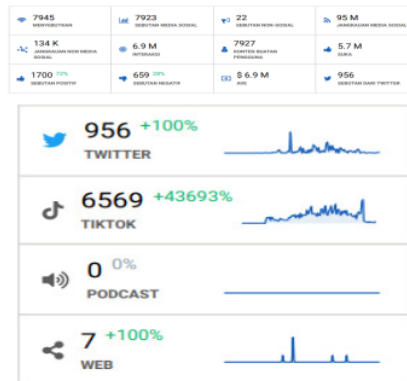 7945
MENYEBUTKAN
7923
SEBUTAN MEDIA SOSIAL
22
SEBUTAN NON-SOSIAL
95 M
JANGKAUAN MEDIA SOSIAL
134 K
JANGKAUAN NON MEDIA
SOSIAL
6.9 M
INTERAKSI
7927
KONTEN BUATAN
PENGGUNA
5.7 M
SUKA
1700 72%
SEBUTAN POSITIF
659 28%
SEBUTAN NEGATIF
$ 6.9 M
AVE
956
SEBUTAN DARI TWITTER
956 +100%
TWITTER
6569 +43693%
TIKTOK
0 0%
PODCAST
7 +100%
WEB